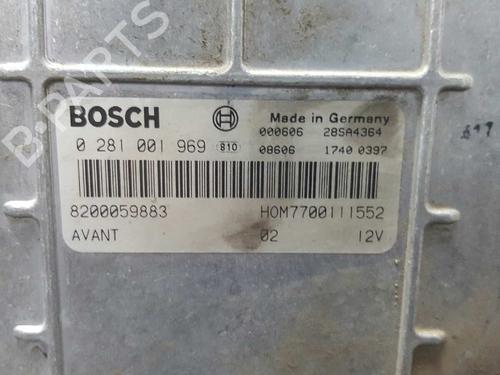 BOSCH
Made in Germany
000606 28SA4364
0 281 001 969 810
08606 1740 0397
8200059883 HOM7700111552
AVANT 02 12V
B-PARTS